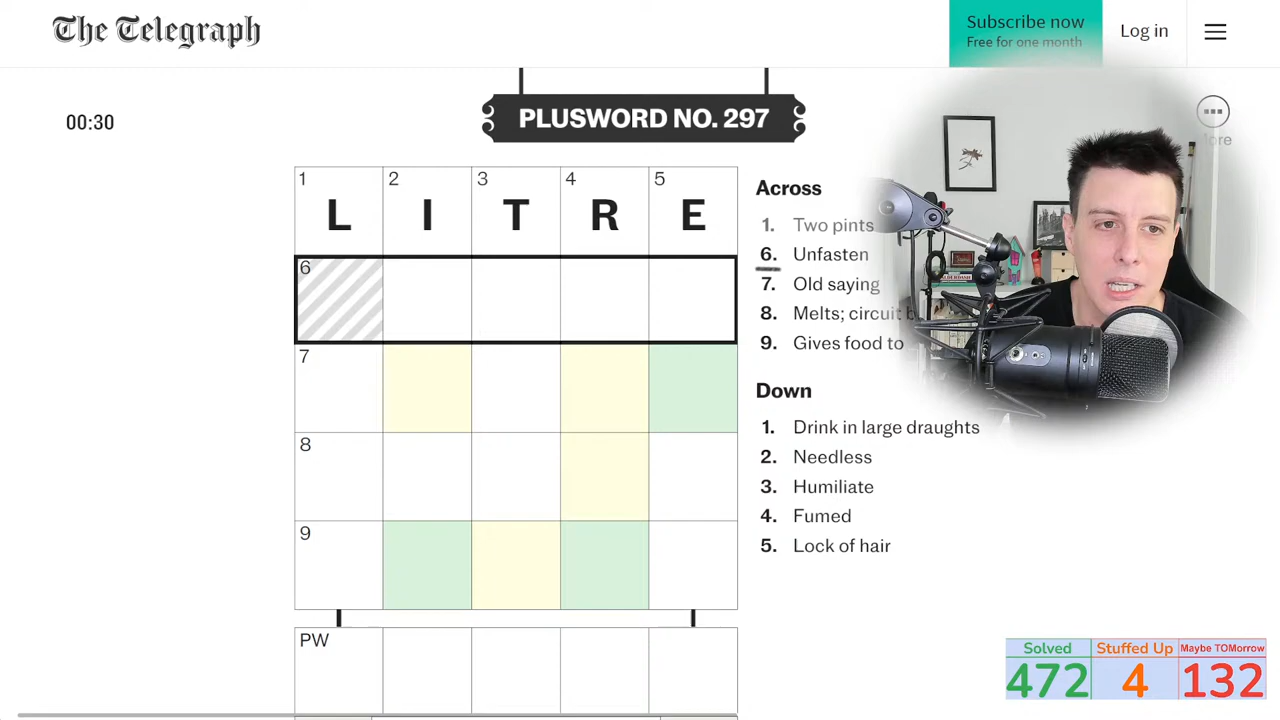 The Telegraph
Subscribe now
Free for one month
Log in
00:30
PLUSWORD NO. 297
1 2 3 4 5
L I T R E
6
7
8
9
PW
Across
1. Two pints
6. Unfasten
7. Old saying
8. Melts; circuit
9. Gives food to
Down
1. Drink in large draughts
2. Needless
3. Humiliate
4. Fumed
5. Lock of hair
Solved Stuffed Up Maybe TOMorrow
472 4 132